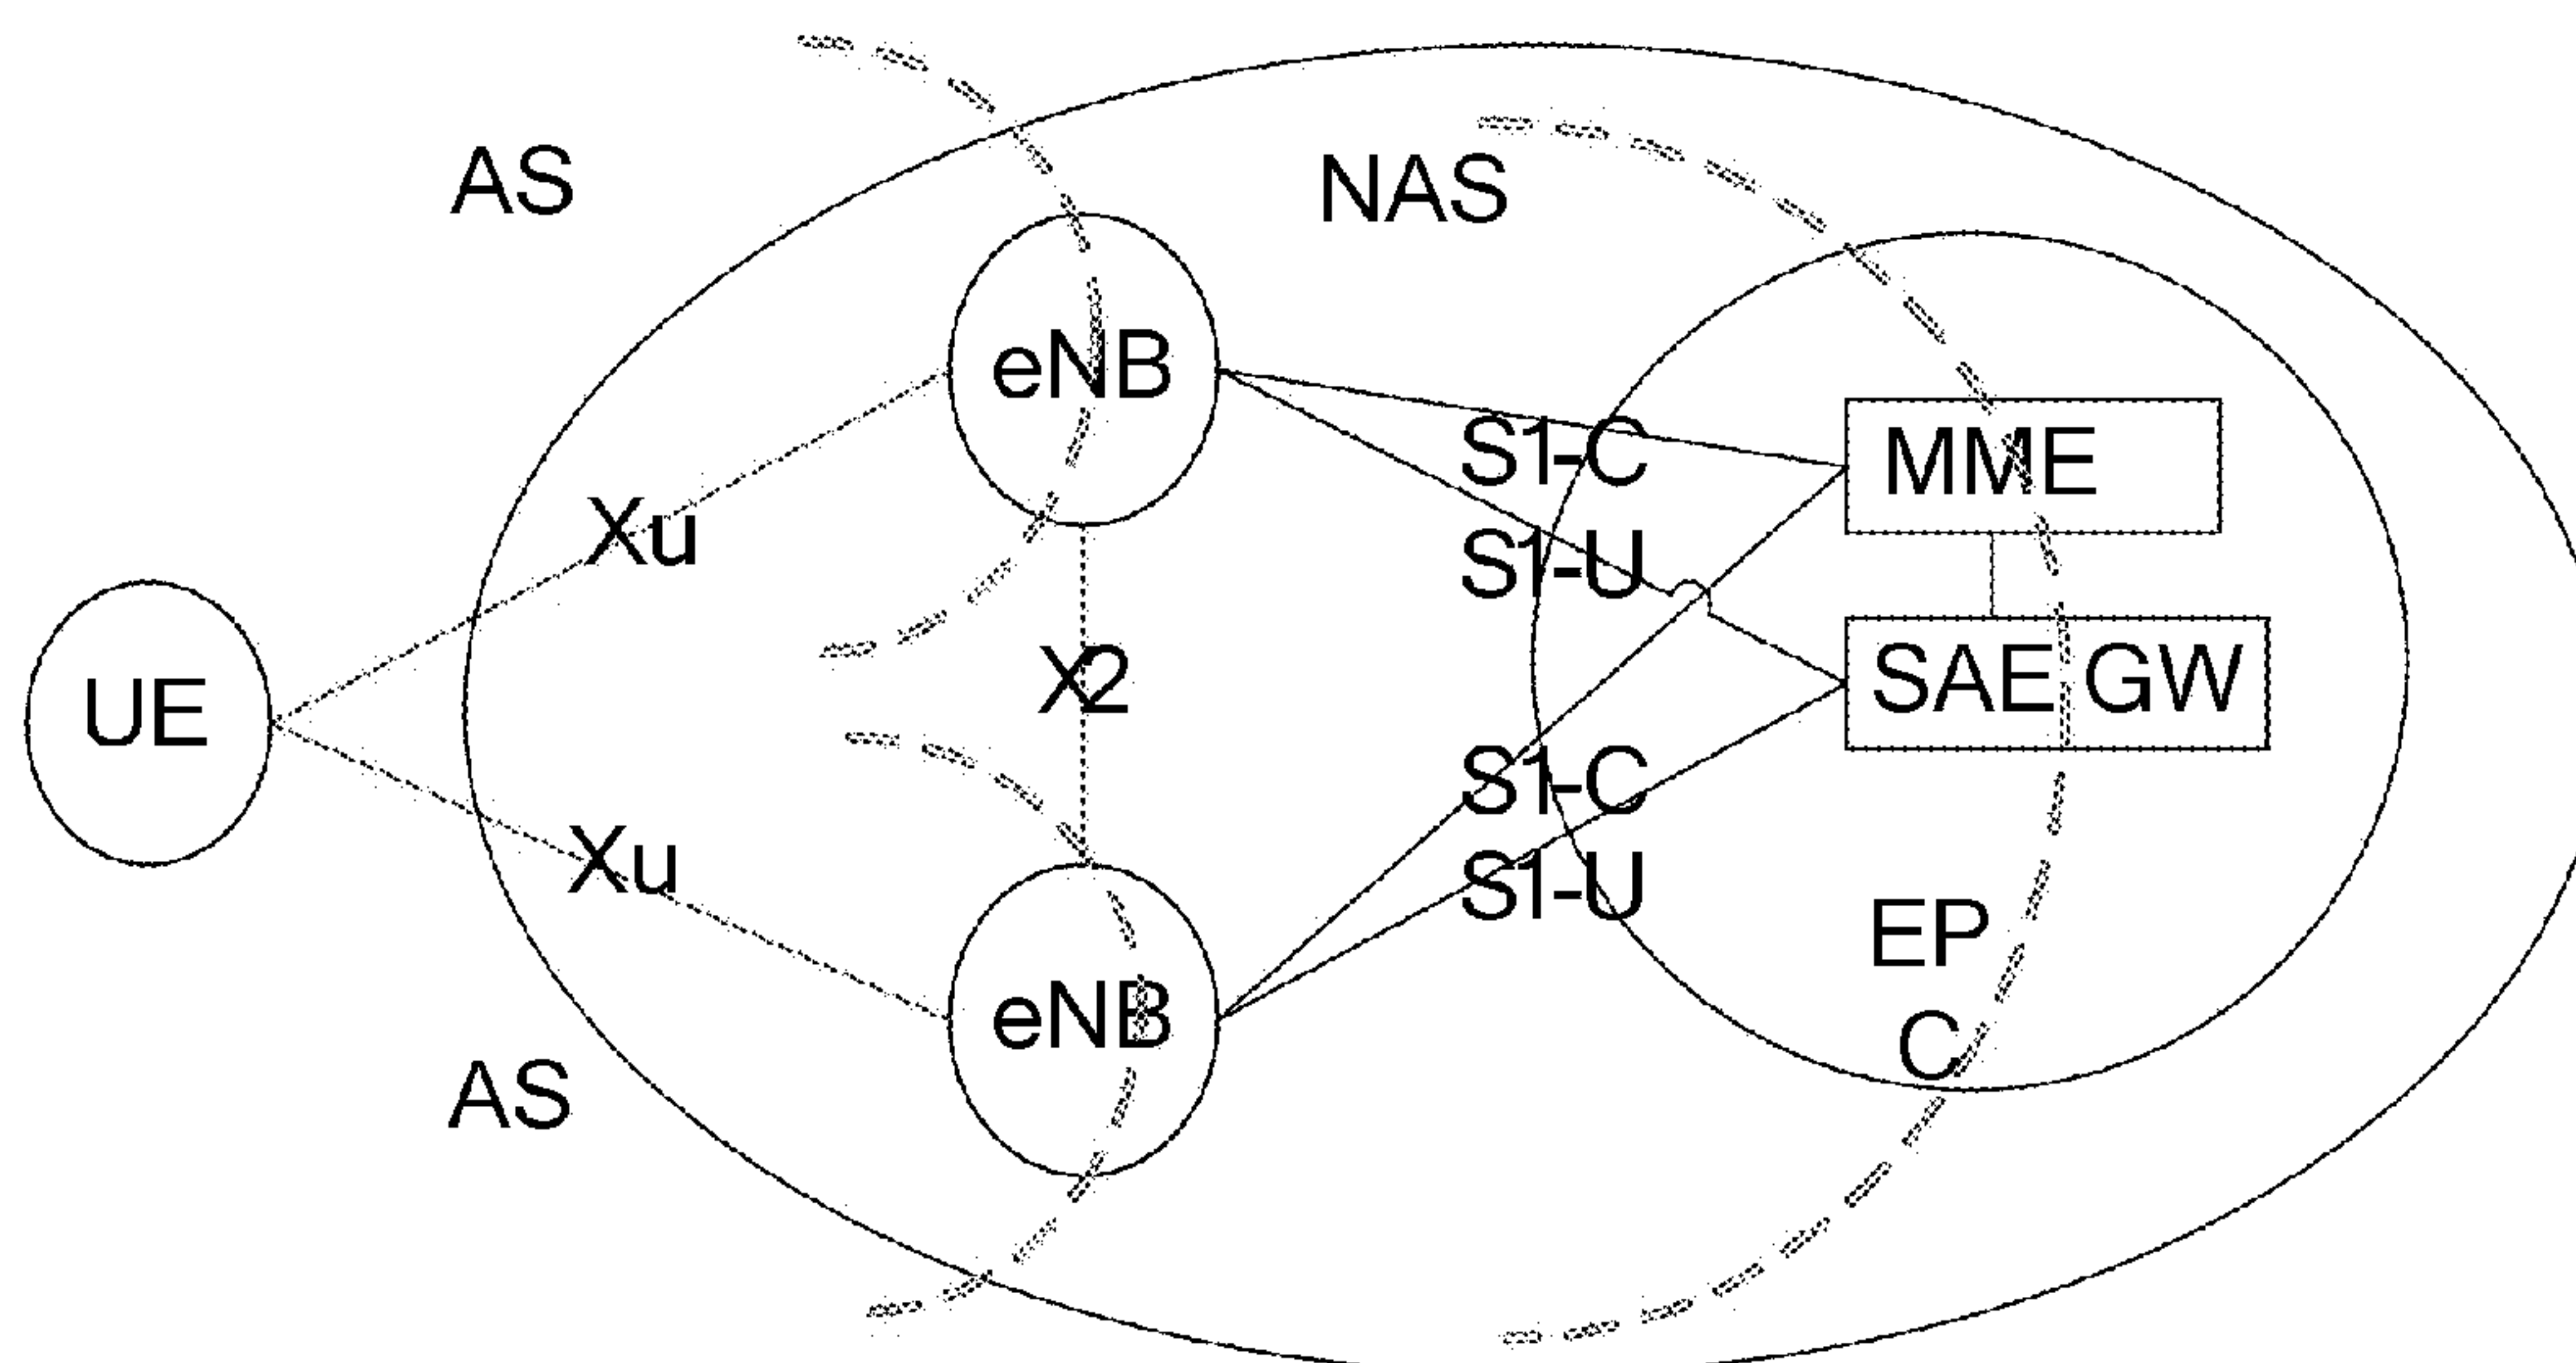 AS
NAS
eNB
S1-C
MME
Xu
S1-U
UE
X2
SAE GW
S1-C
Xu
S1-U
EP
C
eNB
AS